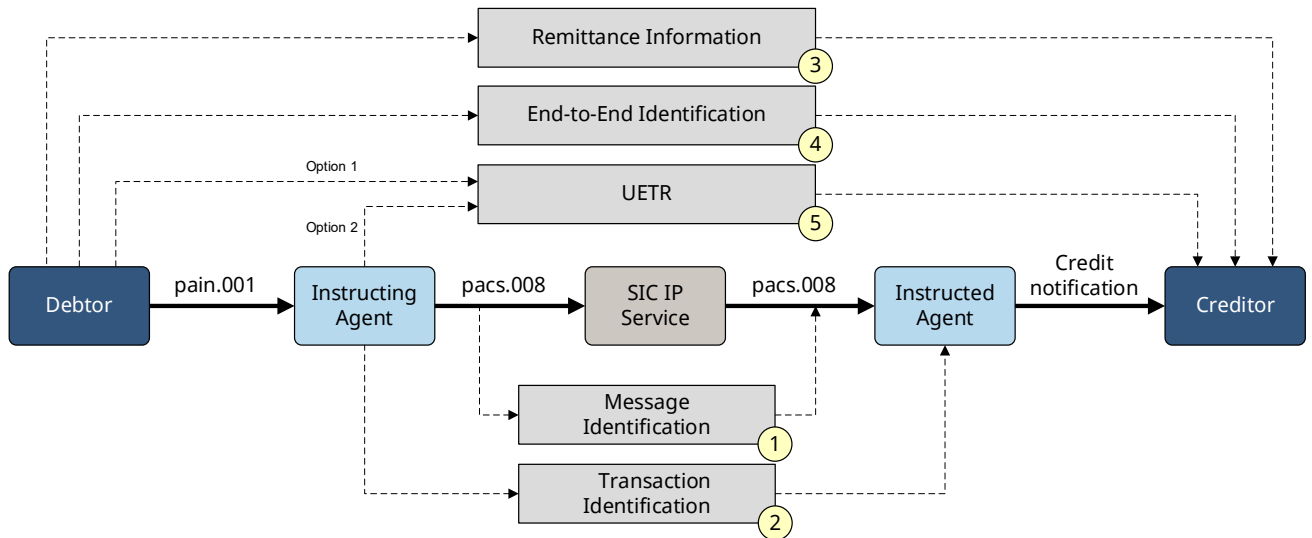 Remittance Information
3
End-to-End Identification
4
Option 1
UETR
5
Option 2
Debtor
pain.001
Instructing
Agent
pacs.008
SIC IP
Service
pacs.008
Instructed
Agent
Credit
notification
Creditor
Message
Identification
1
Transaction
Identification
2